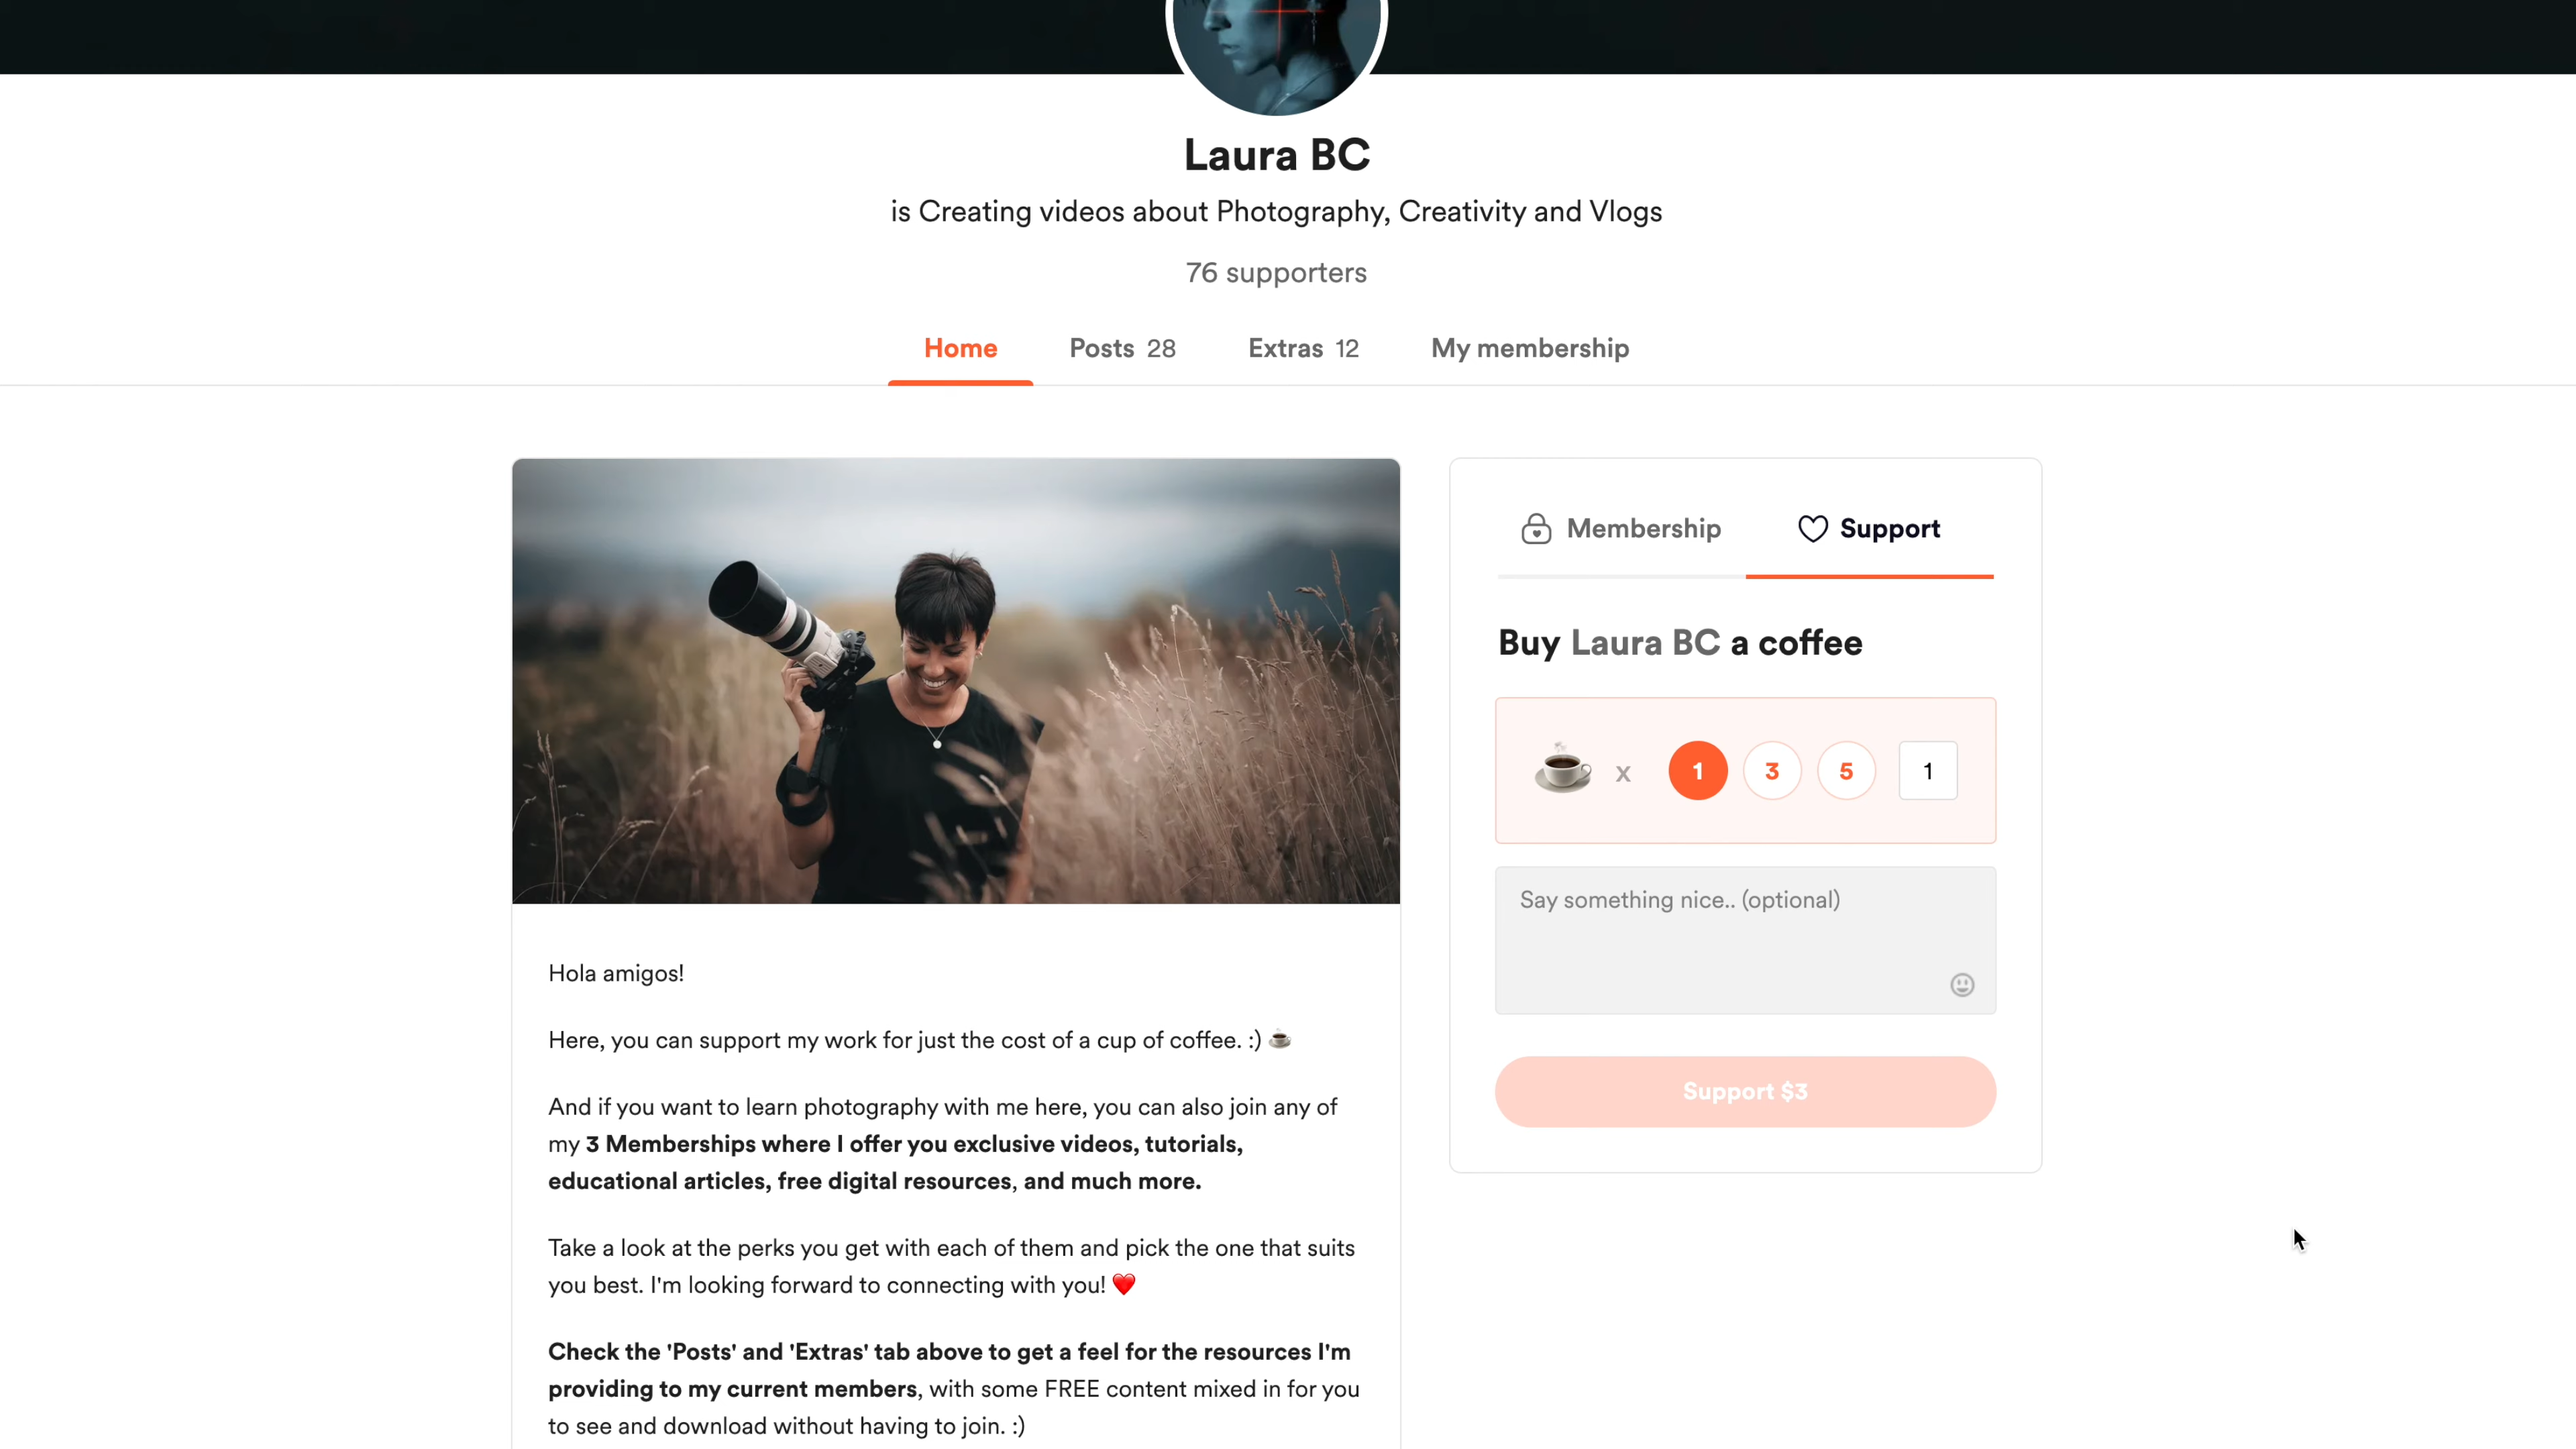 Laura BC
is Creating videos about Photography, Creativity and Vlogs
76 supporters
Home Posts 28 Extras 12 My membership
Hola amigos!
Here, you can support my work for just the cost of a cup of coffee. :) ☕
And if you want to learn photography with me here, you can also join any of
my 3 Memberships where I offer you exclusive videos, tutorials,
educational articles, free digital resources, and much more.
Take a look at the perks you get with each of them and pick the one that suits
you best. I'm looking forward to connecting with you! ❤️
Check the 'Posts' and 'Extras' tab above to get a feel for the resources I'm
providing to my current members, with some FREE content mixed in for you
to see and download without having to join. :)
Membership Support
Buy Laura BC a coffee
x 1 3 5 1
Say something nice.. (optional)
Support $3